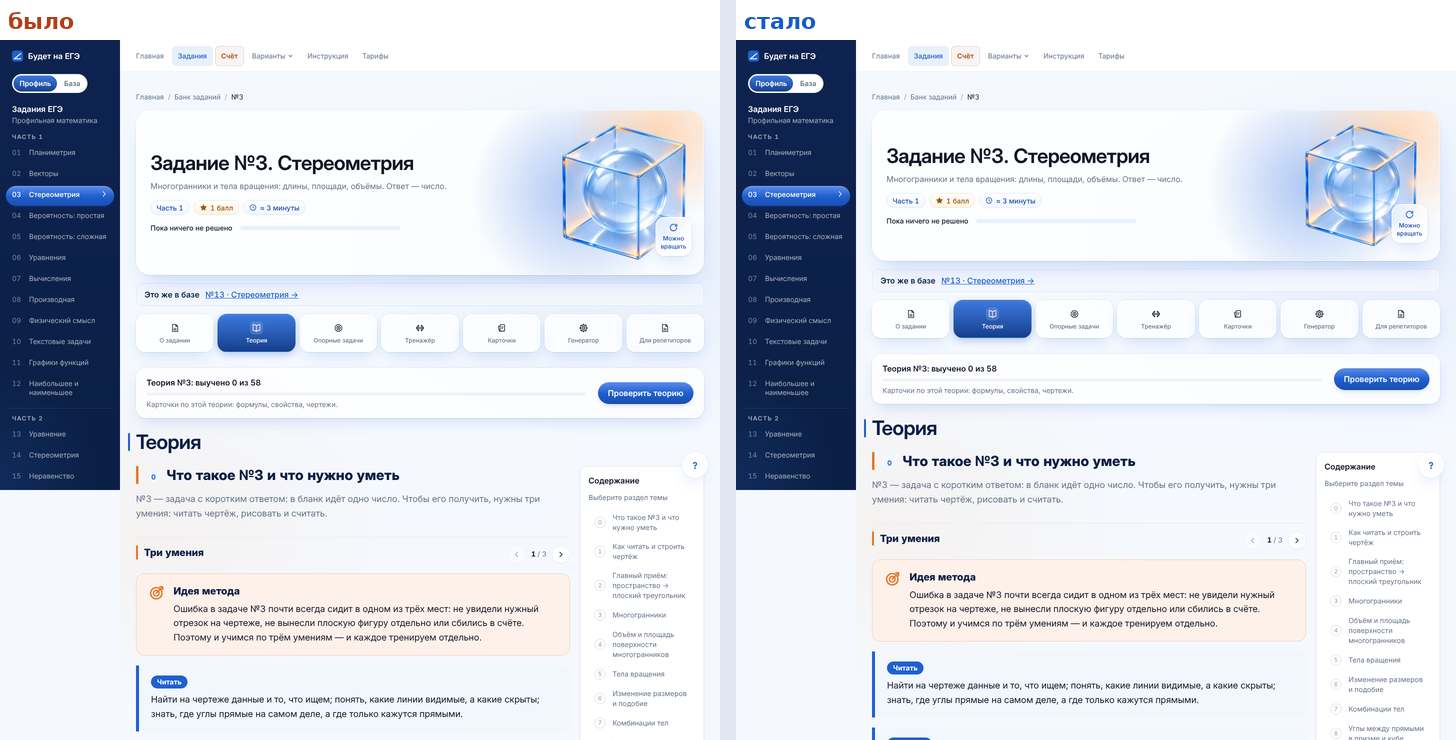 было
Будет на ЕГЭ
Профиль База
Задания ЕГЭ
Профильная математика
ЧАСТЬ 1
01 Планиметрия
02 Векторы
03 Стереометрия
04 Вероятность: простая
05 Вероятность: сложная
06 Уравнения
07 Вычисления
08 Производная
09 Физический смысл
10 Текстовые задачи
11 Графики функций
12 Наибольшее и
наименьшее
ЧАСТЬ 2
13 Уравнение
14 Стереометрия
15 Неравенство
Главная Задания Счёт Варианты Инструкция Тарифы
Главная / Банк заданий / №3
Задание №3. Стереометрия
Многогранники и тела вращения: длины, площади, объёмы. Ответ — число.
Часть 1 1 балл ≈ 3 минуты
Пока ничего не решено
Можно
вращать
Это же в базе №13 · Стереометрия →
О задании Теория Опорные задачи Тренажёр Карточки Генератор Для репетиторов
Теория №3: выучено 0 из 58
Карточки по этой теории: формулы, свойства, чертежи.
Проверить теорию
Теория
0 Что такое №3 и что нужно уметь
№3 — задача с коротким ответом: в бланк идёт одно число. Чтобы его получить, нужны три
умения: читать чертёж, рисовать и считать.
Три умения
1 / 3
Идея метода
Ошибка в задаче №3 почти всегда сидит в одном из трёх мест: не увидели нужный
отрезок на чертеже, не вынесли плоскую фигуру отдельно или сбились в счёте.
Поэтому и учимся по трём умениям — и каждое тренируем отдельно.
Читать
Найти на чертеже данные и то, что ищем; понять, какие линии видимые, а какие скрыты;
знать, где углы прямые на самом деле, а где только кажутся прямыми.
?
Содержание
Выберите раздел темы
0 Что такое №3 и что
нужно уметь
1 Как читать и строить
чертёж
2 Главный приём:
пространство →
плоский треугольник
3 Многогранники
4 Объём и площадь
поверхности
многогранников
5 Тела вращения
6 Изменение размеров
и подобие
7 Комбинации тел
стало
Будет на ЕГЭ
Профиль База
Задания ЕГЭ
Профильная математика
ЧАСТЬ 1
01 Планиметрия
02 Векторы
03 Стереометрия
04 Вероятность: простая
05 Вероятность: сложная
06 Уравнения
07 Вычисления
08 Производная
09 Физический смысл
10 Текстовые задачи
11 Графики функций
12 Наибольшее и
наименьшее
ЧАСТЬ 2
13 Уравнение
14 Стереометрия
15 Неравенство
Главная Задания Счёт Варианты Инструкция Тарифы
Главная / Банк заданий / №3
Задание №3. Стереометрия
Многогранники и тела вращения: длины, площади, объёмы. Ответ — число.
Часть 1 1 балл ≈ 3 минуты
Пока ничего не решено
Можно
вращать
Это же в базе №13 · Стереометрия →
О задании Теория Опорные задачи Тренажёр Карточки Генератор Для репетиторов
Теория №3: выучено 0 из 58
Карточки по этой теории: формулы, свойства, чертежи.
Проверить теорию
Теория
0 Что такое №3 и что нужно уметь
№3 — задача с коротким ответом: в бланк идёт одно число. Чтобы его получить, нужны три
умения: читать чертёж, рисовать и считать.
Три умения
1 / 3
Идея метода
Ошибка в задаче №3 почти всегда сидит в одном из трёх мест: не увидели нужный
отрезок на чертеже, не вынесли плоскую фигуру отдельно или сбились в счёте.
Поэтому и учимся по трём умениям — и каждое тренируем отдельно.
Читать
Найти на чертеже данные и то, что ищем; понять, какие линии видимые, а какие скрыты;
знать, где углы прямые на самом деле, а где только кажутся прямыми.
?
Содержание
Выберите раздел темы
0 Что такое №3 и что
нужно уметь
1 Как читать и строить
чертёж
2 Главный приём:
пространство →
плоский треугольник
3 Многогранники
4 Объём и площадь
поверхности
многогранников
5 Тела вращения
6 Изменение размеров
и подобие
7 Комбинации тел
8 Углы между прямыми